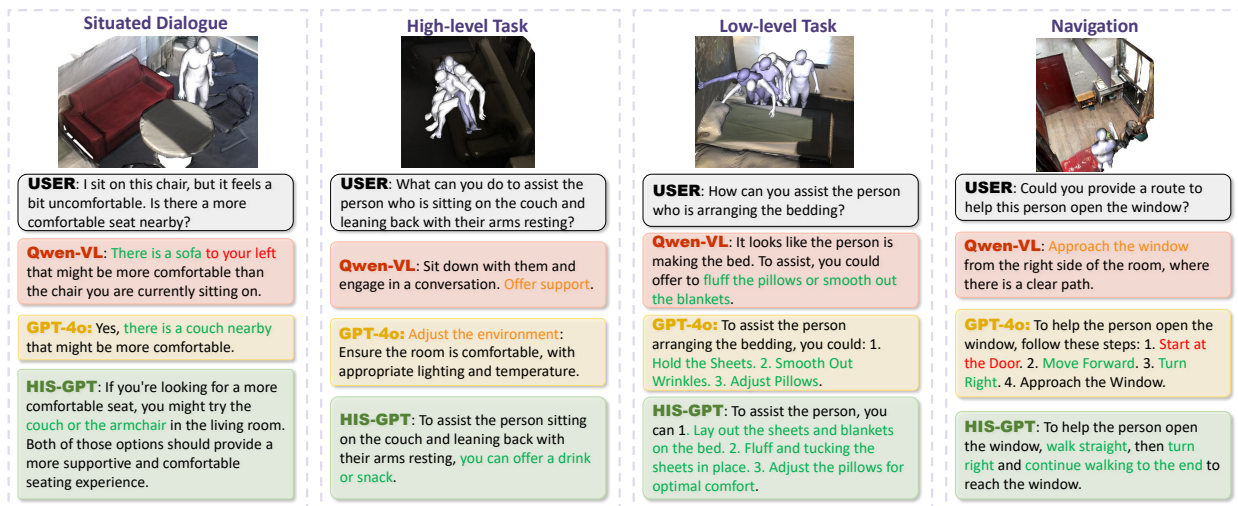 Situated Dialogue
USER: I sit on this chair, but it feels a
bit uncomfortable. Is there a more
comfortable seat nearby?
Qwen-VL: There is a sofa to your left
that might be more comfortable than
the chair you are currently sitting on.
GPT-4o: Yes, there is a couch nearby
that might be more comfortable.
HIS-GPT: If you're looking for a more
comfortable seat, you might try the
couch or the armchair in the living room.
Both of those options should provide a
more supportive and comfortable
seating experience.
High-level Task
USER: What can you do to assist the
person who is sitting on the couch and
leaning back with their arms resting?
Qwen-VL: Sit down with them and
engage in a conversation. Offer support.
GPT-4o: Adjust the environment:
Ensure the room is comfortable, with
appropriate lighting and temperature.
HIS-GPT: To assist the person sitting
on the couch and leaning back with
their arms resting, you can offer a drink
or snack.
Low-level Task
USER: How can you assist the person
who is arranging the bedding?
Qwen-VL: It looks like the person is
making the bed. To assist, you could
offer to fluff the pillows or smooth out
the blankets.
GPT-4o: To assist the person
arranging the bedding, you could: 1.
Hold the Sheets. 2. Smooth Out
Wrinkles. 3. Adjust Pillows.
HIS-GPT: To assist the person, you
can 1. Lay out the sheets and blankets
on the bed. 2. Fluff and tucking the
sheets in place. 3. Adjust the pillows for
optimal comfort.
Navigation
USER: Could you provide a route to
help this person open the window?
Qwen-VL: Approach the window
from the right side of the room, where
there is a clear path.
GPT-4o: To help the person open the
window, follow these steps: 1. Start at
the Door. 2. Move Forward. 3. Turn
Right. 4. Approach the Window.
HIS-GPT: To help the person open
the window, walk straight, then turn
right and continue walking to the end to
reach the window.